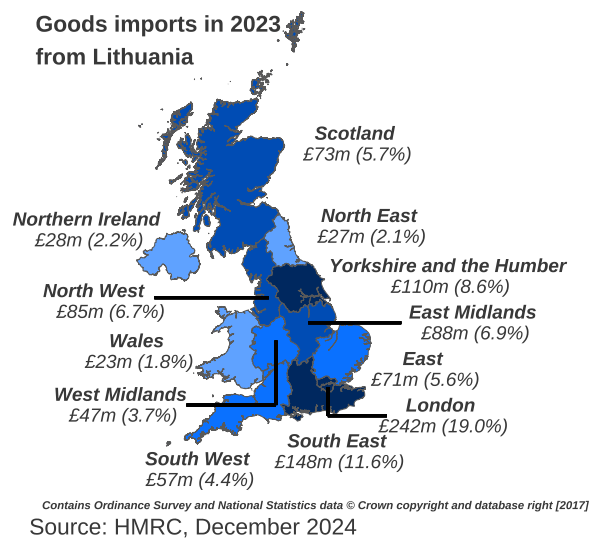 Goods imports in 2023
from Lithuania
Scotland
£73m (5.7%)
Northern Ireland
£28m (2.2%)
North East
£27m (2.1%)
Yorkshire and the Humber
£110m (8.6%)
North West
£85m (6.7%)
East Midlands
£88m (6.9%)
Wales
£23m (1.8%)
East
£71m (5.6%)
West Midlands
£47m (3.7%)
London
£242m (19.0%)
South East
£148m (11.6%)
South West
£57m (4.4%)
Contains Ordinance Survey and National Statistics data © Crown copyright and database right [2017]
Source: HMRC, December 2024